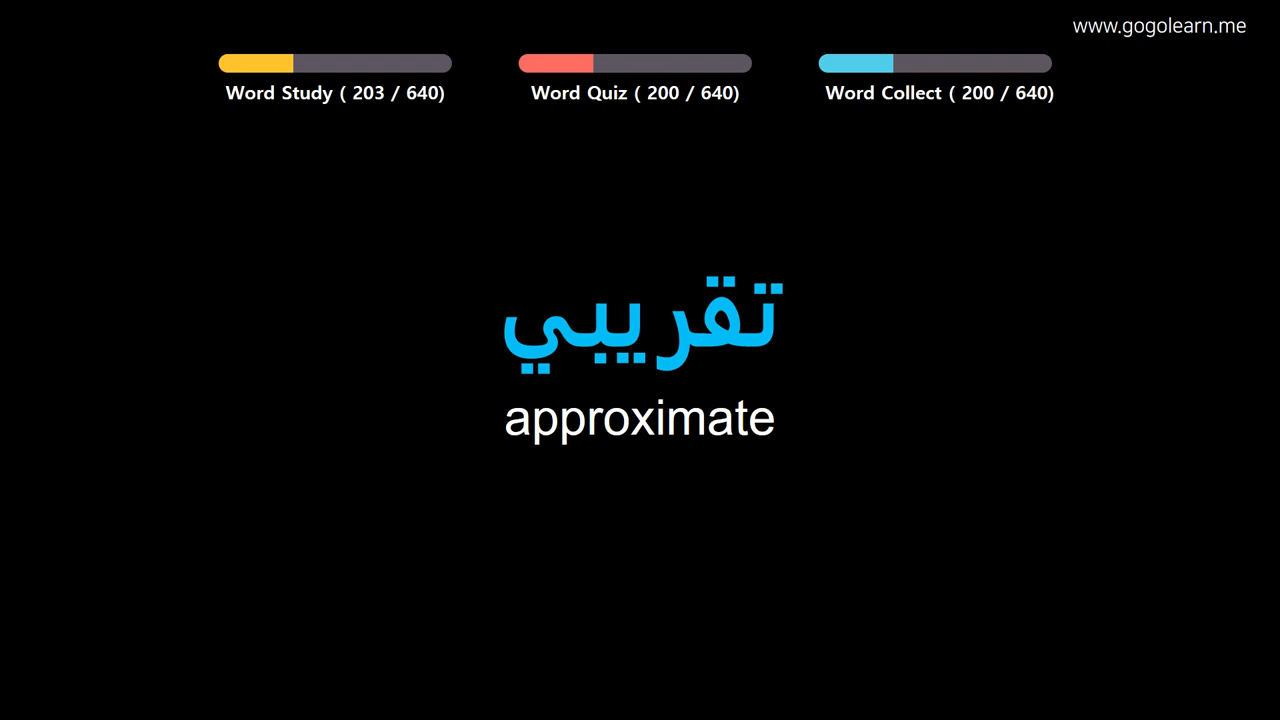 www.gogolearn.me
Word Study ( 203 / 640)
Word Quiz ( 200 / 640)
Word Collect ( 200 / 640)
تقريبي
approximate